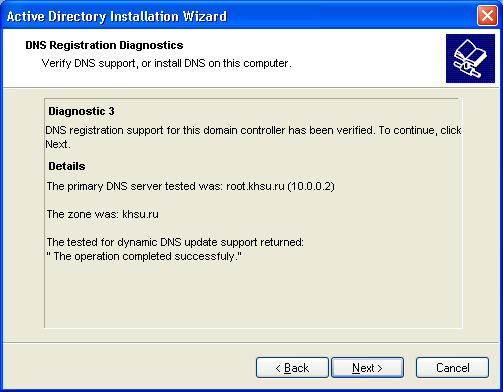 Active Directory Installation Wizard
DNS Registration Diagnostics
Verify DNS support, or install DNS on this computer.
Diagnostic 3
DNS registration support for this domain controller has been verified. To continue, click
Next.
Details
The primary DNS server tested was: root.khsu.ru (10.0.0.2)
The zone was: khsu.ru
The tested for dynamic DNS update support returned:
" The operation completed successfuly."
< Back
Next >
Cancel